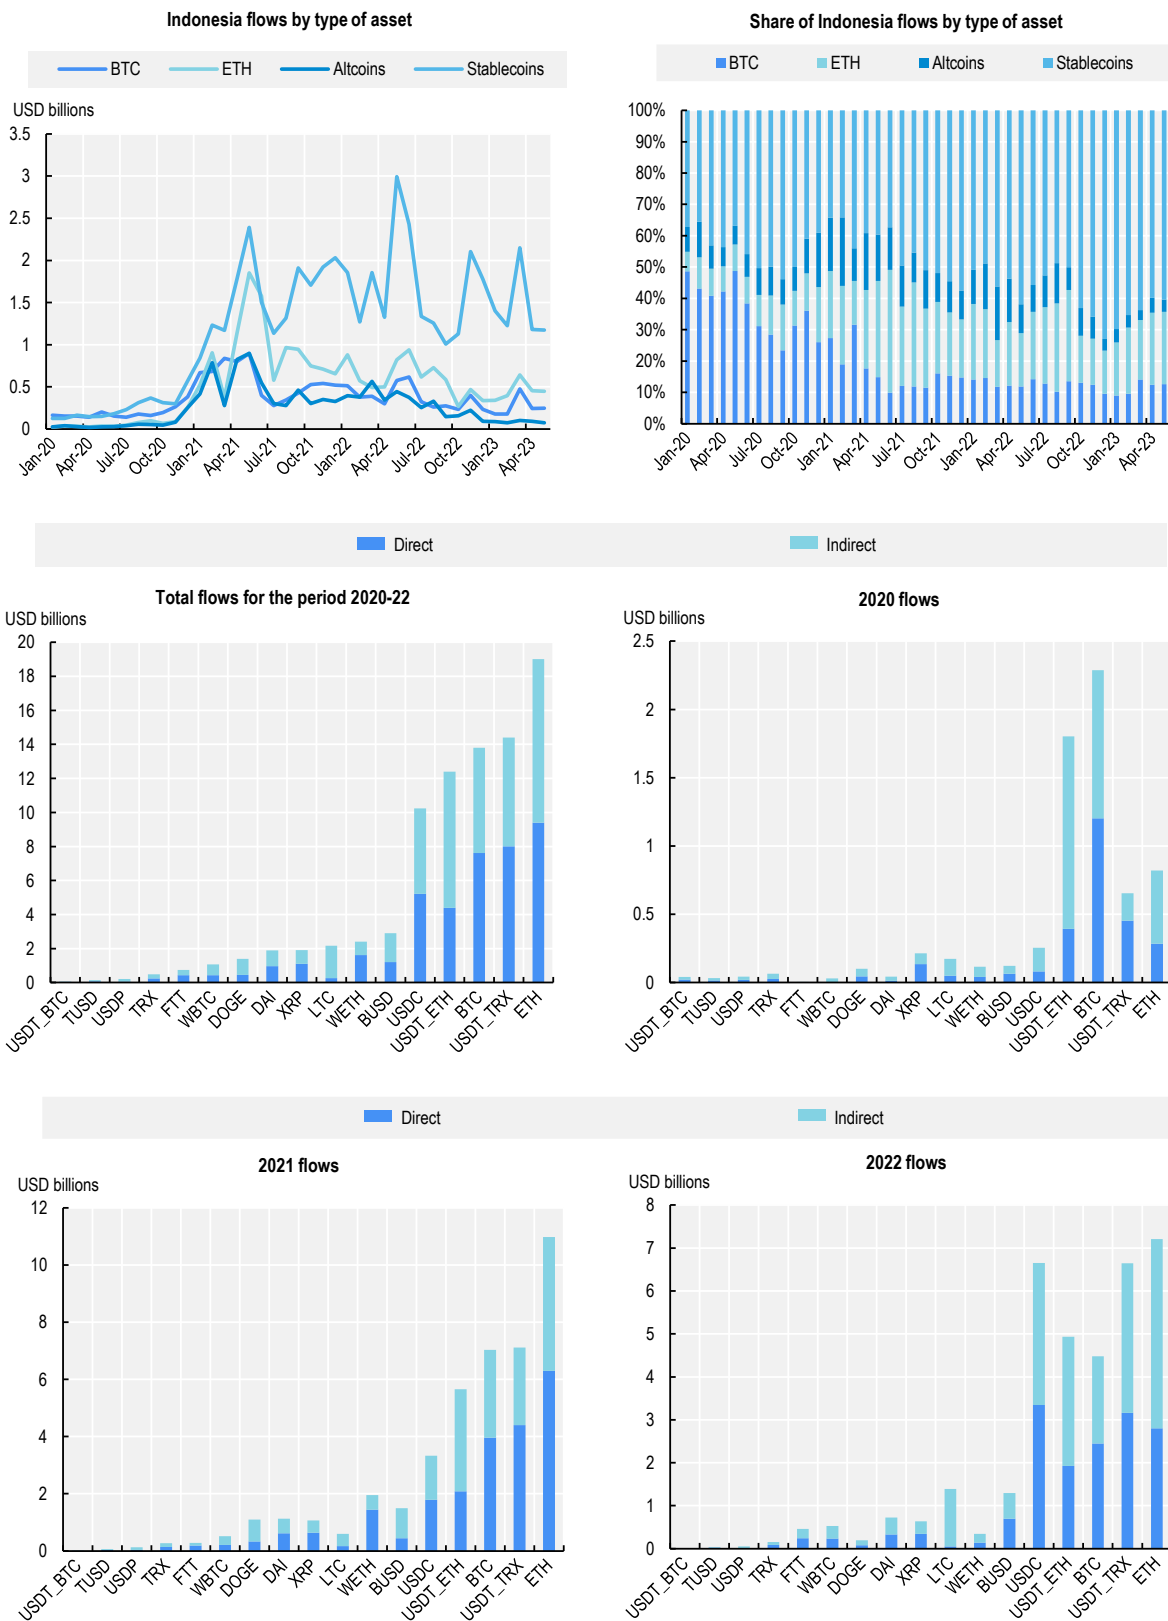 Indonesia flows by type of asset
BTC ETH Altcoins Stablecoins
USD billions
3.5
3
2.5
2
1.5
1
0.5
0
Jan-20 Apr-20 Jul-20 Oct-20 Jan-21 Apr-21 Jul-21 Oct-21 Jan-22 Apr-22 Jul-22 Oct-22 Jan-23 Apr-23
Share of Indonesia flows by type of asset
BTC ETH Altcoins Stablecoins
100%
90%
80%
70%
60%
50%
40%
30%
20%
10%
0%
Jan-20 Apr-20 Jul-20 Oct-20 Jan-21 Apr-21 Jul-21 Oct-21 Jan-22 Apr-22 Jul-22 Oct-22 Jan-23 Apr-23
Direct Indirect
Total flows for the period 2020-22
USD billions
20
18
16
14
12
10
8
6
4
2
0
USDT_BTC TUSD USDP TRX FTT WBTC DOGE DAI XRP LTC WETH BUSD USDC USDT_ETH BTC USDT_TRX ETH
2020 flows
USD billions
2.5
2
1.5
1
0.5
0
USDT_BTC TUSD USDP TRX FTT WBTC DOGE DAI XRP LTC WETH BUSD USDC USDT_ETH BTC USDT_TRX ETH
Direct Indirect
2021 flows
USD billions
12
10
8
6
4
2
0
USDT_BTC TUSD USDP TRX FTT WBTC DOGE DAI XRP LTC WETH BUSD USDC USDT_ETH BTC USDT_TRX ETH
2022 flows
USD billions
8
7
6
5
4
3
2
1
0
USDT_BTC TUSD USDP TRX FTT WBTC DOGE DAI XRP LTC WETH BUSD USDC USDT_ETH BTC USDT_TRX ETH